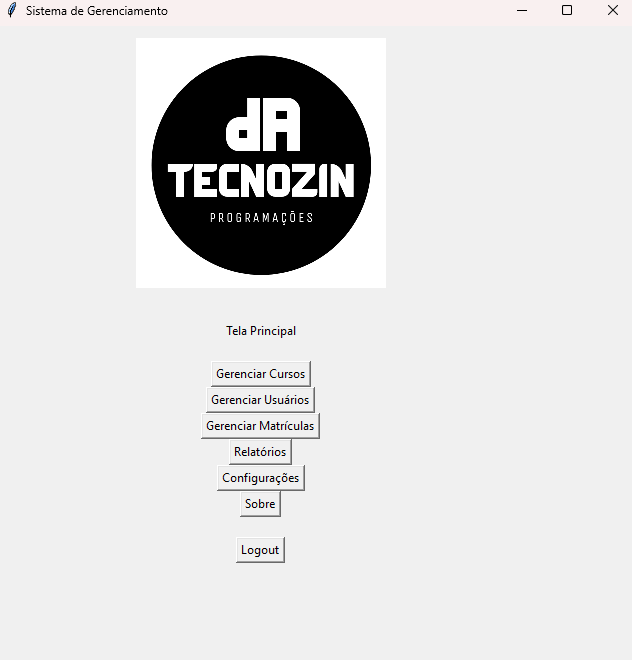 Sistema de Gerenciamento
dA
TECNOZIN
PROGRAMAÇÕES
Tela Principal
Gerenciar Cursos
Gerenciar Usuários
Gerenciar Matrículas
Relatórios
Configurações
Sobre
Logout